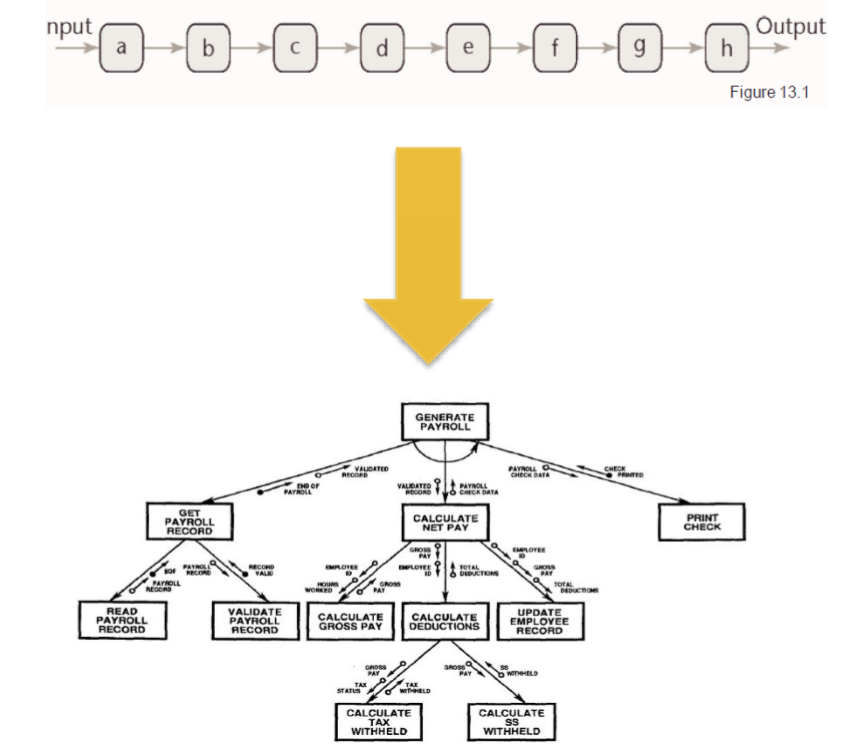 nput
Output
a
b
c
d
e
f
g
h
Figure 13.1
GENERATE
PAYROLL
VALIDATED
RECORD
END OF
PAYROLL
VALIDATED
RECORD
PAYROLL
CHECK DATA
PAYROLL
CHECK DATA
CHECK
PRINTED
GET
PAYROLL
RECORD
CALCULATE
NET PAY
PRINT
CHECK
EOF
PAYROLL
RECORD
PAYROLL
RECORD
RECORD
VALID
EMPLOYEE
ID
HOURS
WORKED
GROSS
PAY
GROSS
PAY
EMPLOYEE
ID
TOTAL
DEDUCTIONS
EMPLOYEE
ID
GROSS
PAY
TOTAL
DEDUCTIONS
READ
PAYROLL
RECORD
VALIDATE
PAYROLL
RECORD
CALCULATE
GROSS PAY
CALCULATE
DEDUCTIONS
UPDATE
EMPLOYEE
RECORD
GROSS
PAY
TAX
STATUS
TAX
WITHHELD
GROSS
PAY
SS
WITHHELD
CALCULATE
TAX
WITHHELD
CALCULATE
SS
WITHHELD